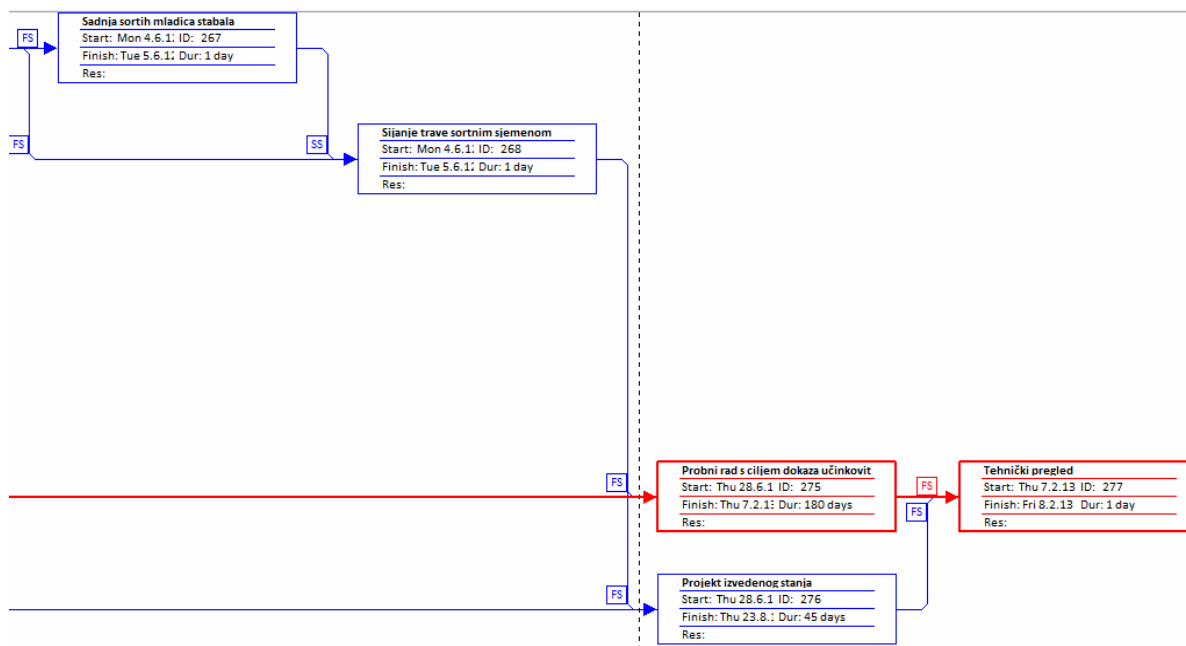 Sadnja sortih mladica stabala
FS
Start: Mon 4.6.1: ID: 267
Finish: Tue 5.6.12 Dur: 1 day
Res:
FS
SS
Sijanje trave sortnim sjemenom
Start: Mon 4.6.1: ID: 268
Finish: Tue 5.6.12 Dur: 1 day
Res:
Probni rad s ciljem dokaza učinkovit
Start: Thu 28.6.1 ID: 275
Finish: Thu 7.2.13 Dur: 180 days
Res:
FS
FS
FS
Tehnički pregled
Start: Thu 7.2.13 ID: 277
Finish: Fri 8.2.13 Dur: 1 day
Res:
FS
Projekt izvedenog stanja
Start: Thu 28.6.1 ID: 276
Finish: Thu 23.8.1 Dur: 45 days
Res: